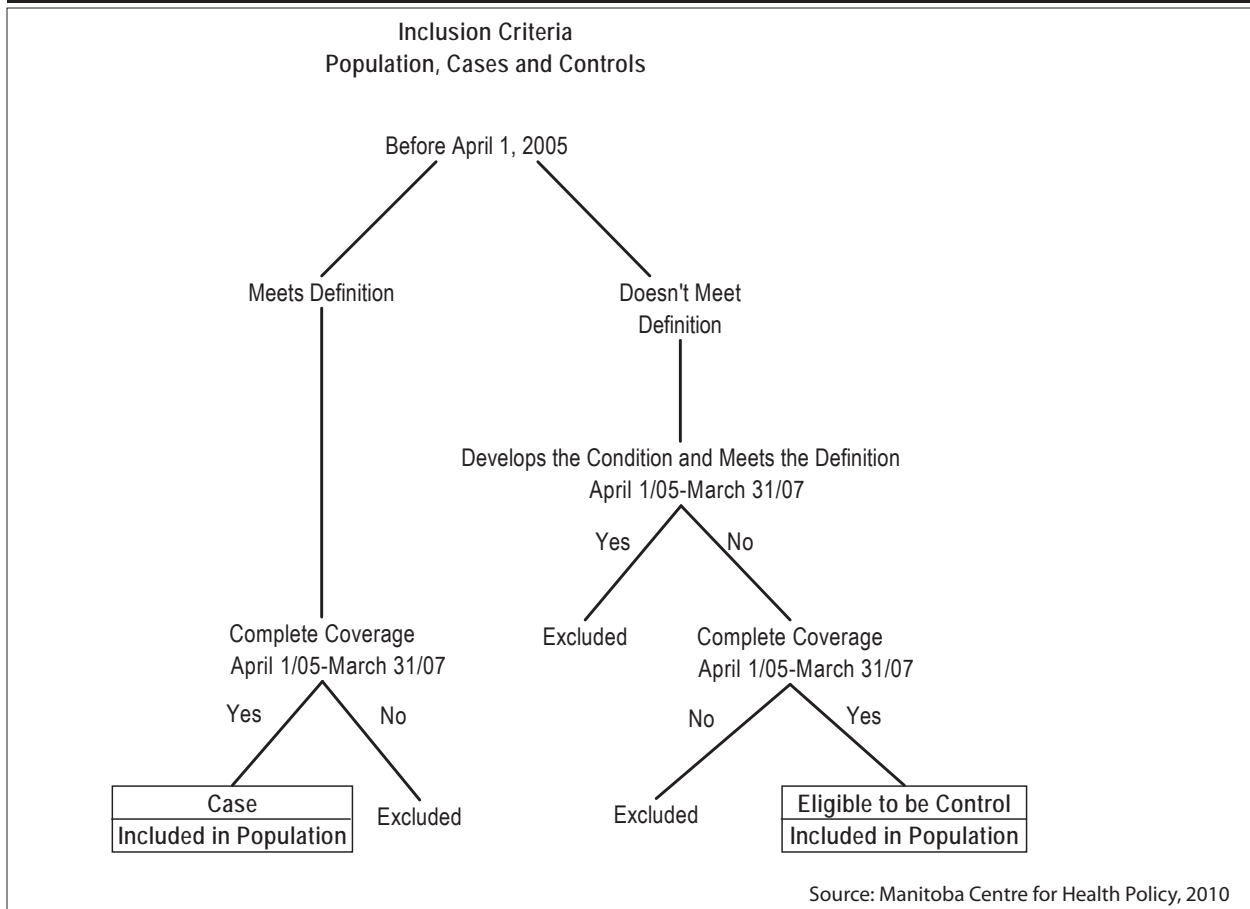 Inclusion Criteria
Population, Cases and Controls
Before April 1, 2005
Meets Definition
Doesn't Meet
Definition
Develops the Condition and Meets the Definition
April 1/05-March 31/07
Yes
No
Excluded
Complete Coverage
April 1/05-March 31/07
Complete Coverage
April 1/05-March 31/07
Yes
No
No
Yes
Case
Included in Population
Excluded
Excluded
Eligible to be Control
Included in Population
Source: Manitoba Centre for Health Policy, 2010